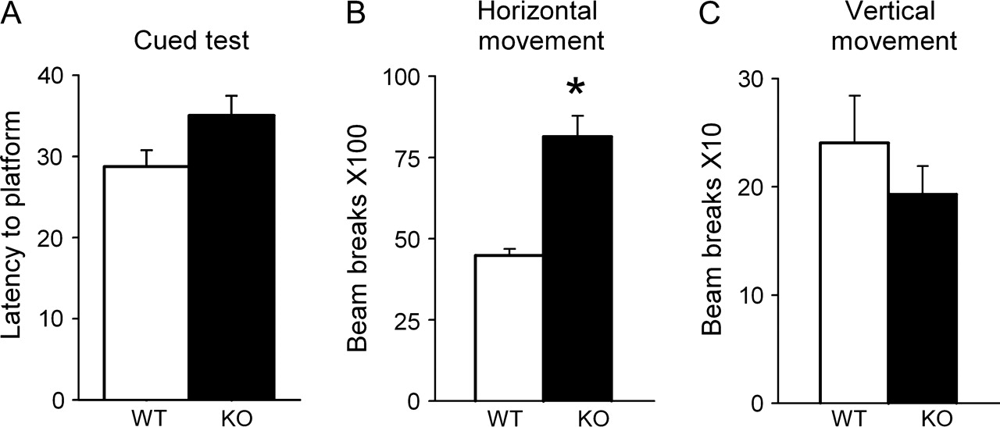 A
Cued test
Latency to platform
40
30
20
10
0
WT KO
B
Horizontal
movement
Beam breaks X100
100
75
50
25
0
*
WT KO
C
Vertical
movement
Beam breaks X10
30
20
10
0
WT KO